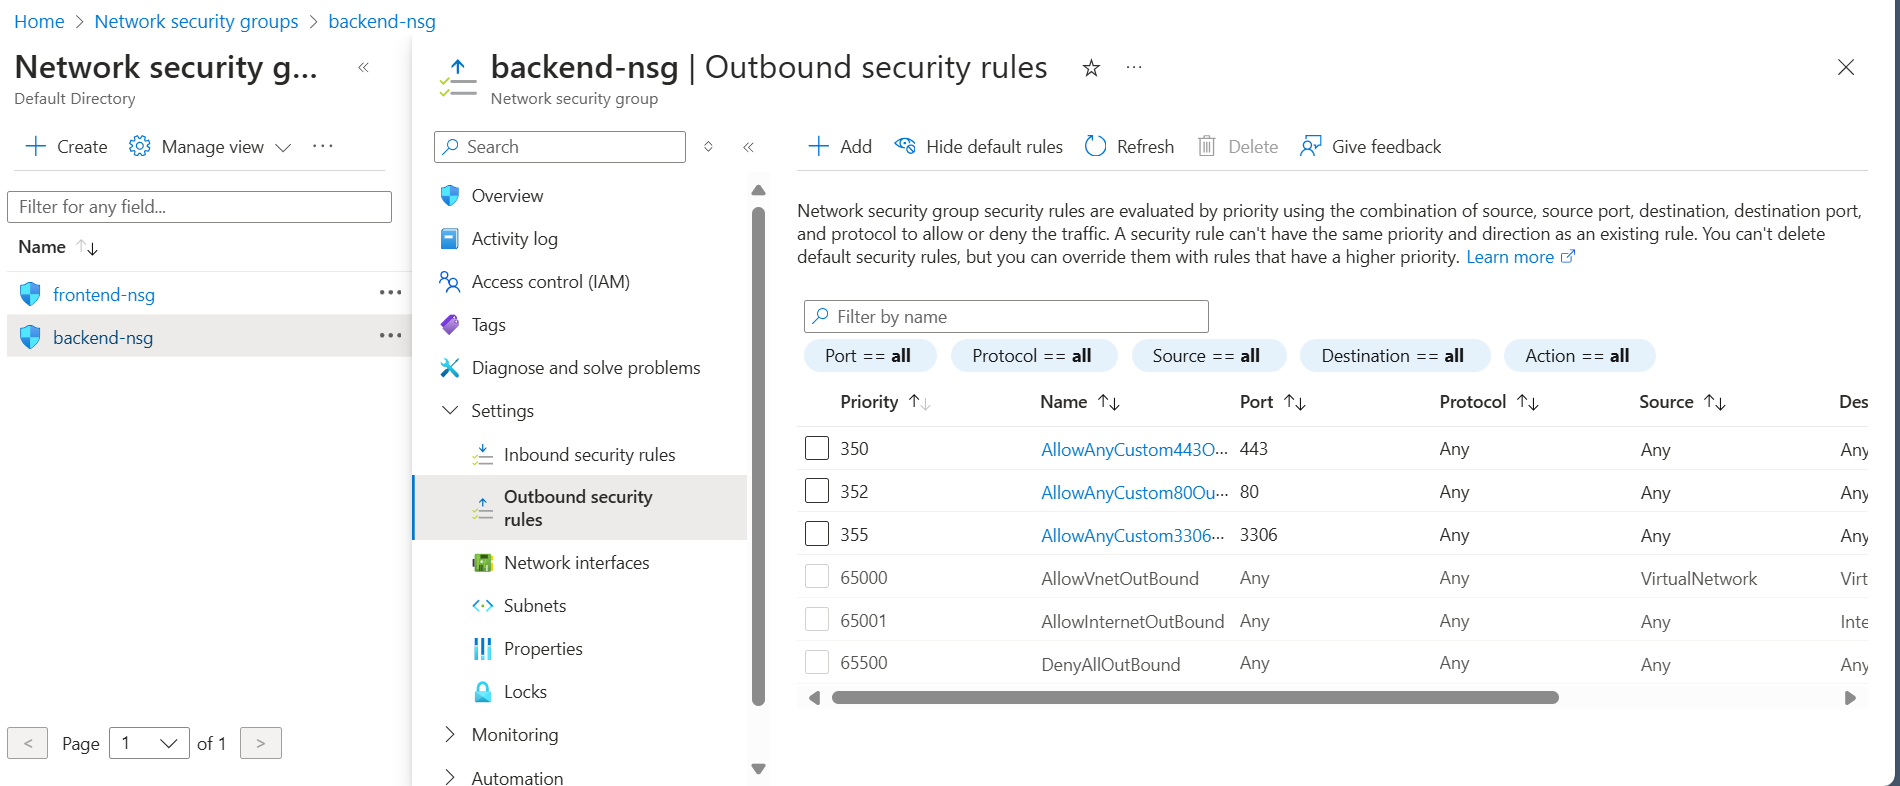 Home > Network security groups > backend-nsg
Network security g...
Default Directory
Create Manage view ...
Filter for any field...
Name
frontend-nsg
backend-nsg
< Page 1 of 1 >
backend-nsg | Outbound security rules
Network security group
Search
Overview
Activity log
Access control (IAM)
Tags
Diagnose and solve problems
Settings
Inbound security rules
Outbound security
rules
Network interfaces
Subnets
Properties
Locks
Monitoring
Automation
Add Hide default rules Refresh Delete Give feedback
Network security group security rules are evaluated by priority using the combination of source, source port, destination, destination port,
and protocol to allow or deny the traffic. A security rule can't have the same priority and direction as an existing rule. You can't delete
default security rules, but you can override them with rules that have a higher priority. Learn more
Filter by name
Port == all Protocol == all Source == all Destination == all Action == all
Priority Name Port Protocol Source Des
350 AllowAnyCustom443O... 443 Any Any Any
352 AllowAnyCustom80Ou... 80 Any Any Any
355 AllowAnyCustom3306... 3306 Any Any Any
65000 AllowVnetOutBound Any Any VirtualNetwork Virt
65001 AllowInternetOutBound Any Any Any Inte
65500 DenyAllOutBound Any Any Any Any